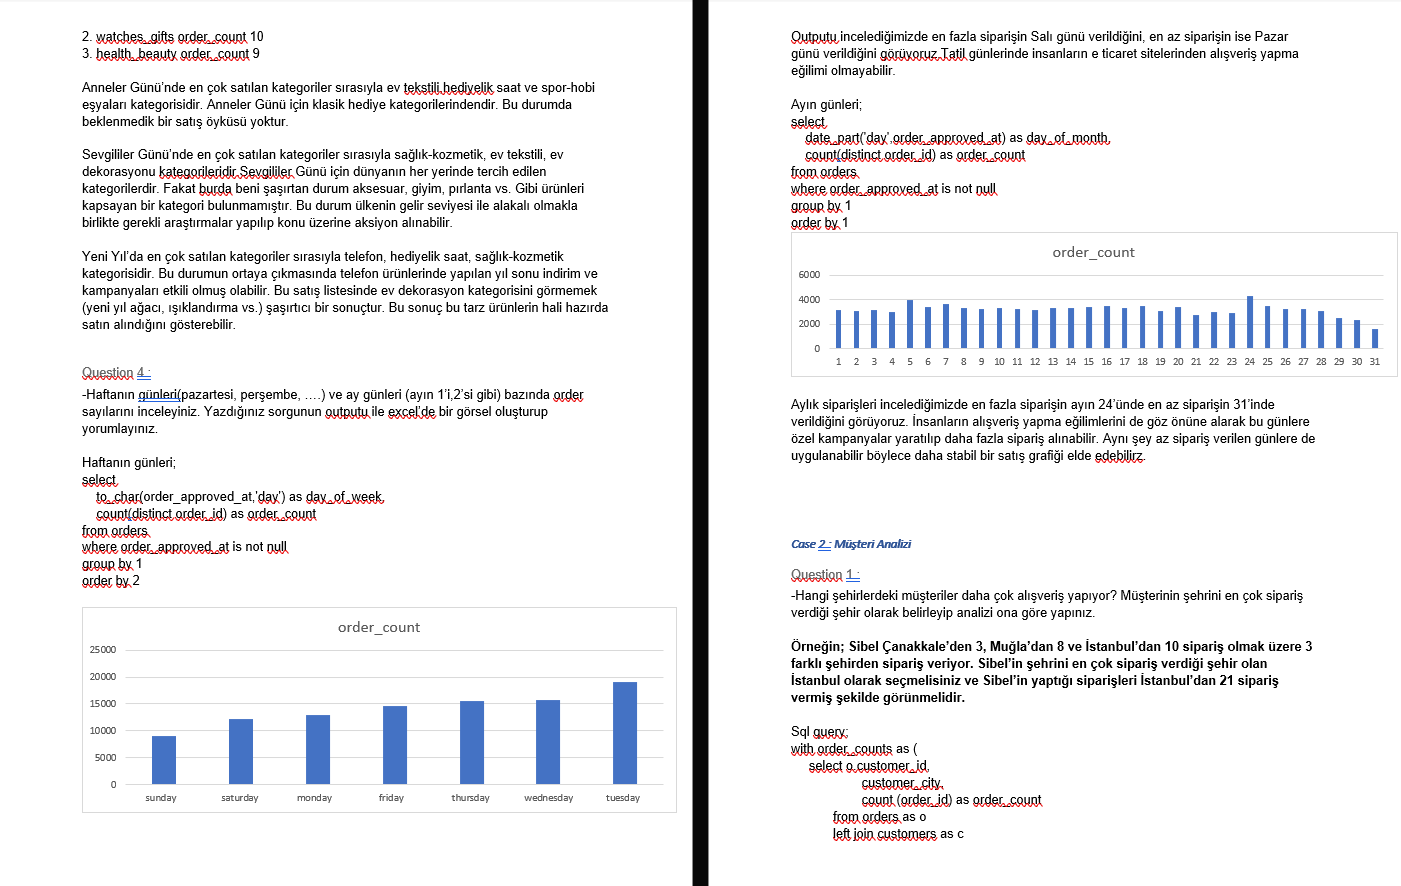 2. watches_gifts order_count 10
3. health_beauty order_count 9
Anneler Günü’nde en çok satılan kategoriler sırasıyla ev tekstili,hediyelik saat ve spor-hobi
eşyaları kategorisidir. Anneler Günü için klasik hediye kategorilerindendir. Bu durumda
beklenmedik bir satış öyküsü yoktur.
Sevgililer Günü’nde en çok satılan kategoriler sırasıyla sağlık-kozmetik, ev tekstili, ev
dekorasyonu kategorileridir.Sevgililer Günü için dünyanın her yerinde tercih edilen
kategorilerdir. Fakat burda beni şaşırtan durum aksesuar, giyim, pırlanta vs. Gibi ürünleri
kapsayan bir kategori bulunmamıştır. Bu durum ülkenin gelir seviyesi ile alakalı olmakla
birlikte gerekli araştırmalar yapılıp konu üzerine aksiyon alınabilir.
Yeni Yıl’da en çok satılan kategoriler sırasıyla telefon, hediyelik saat, sağlık-kozmetik
kategorisidir. Bu durumun ortaya çıkmasında telefon ürünlerinde yapılan yıl sonu indirim ve
kampanyaları etkili olmuş olabilir. Bu satış listesinde ev dekorasyon kategorisini görmemek
(yeni yıl ağacı, ışıklandırma vs.) şaşırtıcı bir sonuçtur. Bu sonuç bu tarz ürünlerin hali hazırda
satın alındığını gösterebilir.
Question 4 :
-Haftanın günleri(pazartesi, perşembe, ….) ve ay günleri (ayın 1’i,2’si gibi) bazında order
sayılarını inceleyiniz. Yazdığınız sorgunun outputu ile excel’de bir görsel oluşturup
yorumlayınız.
Haftanın günleri;
select
to_char(order_approved_at,'day') as day_of_week,
count(distinct order_id) as order_count
from orders
where order_approved_at is not null
group by 1
order by 2
order_count
25000
20000
15000
10000
5000
0
sunday saturday monday friday thursday wednesday tuesday
Outputu incelediğimizde en fazla siparişin Salı günü verildiğini, en az siparişin ise Pazar
günü verildiğini görüyoruz.Tatil günlerinde insanların e ticaret sitelerinden alışveriş yapma
eğilimi olmayabilir.
Ayın günleri;
select
date_part('day',order_approved_at) as day_of_month,
count(distinct order_id) as order_count
from orders
where order_approved_at is not null
group by 1
order by 1
order_count
6000
4000
2000
0
1 2 3 4 5 6 7 8 9 10 11 12 13 14 15 16 17 18 19 20 21 22 23 24 25 26 27 28 29 30 31
Aylık siparişleri incelediğimizde en fazla siparişin ayın 24’ünde en az siparişin 31’inde
verildiğini görüyoruz. İnsanların alışveriş yapma eğilimlerini de göz önüne alarak bu günlere
özel kampanyalar yaratılıp daha fazla sipariş alınabilir. Aynı şey az sipariş verilen günlere de
uygulanabilir böylece daha stabil bir satış grafiği elde edebilirz.
Case 2 : Müşteri Analizi
Question 1 :
-Hangi şehirlerdeki müşteriler daha çok alışveriş yapıyor? Müşterinin şehrini en çok sipariş
verdiği şehir olarak belirleyip analizi ona göre yapınız.
Örneğin; Sibel Çanakkale’den 3, Muğla’dan 8 ve İstanbul’dan 10 sipariş olmak üzere 3
farklı şehirden sipariş veriyor. Sibel’in şehrini en çok sipariş verdiği şehir olan
İstanbul olarak seçmelisiniz ve Sibel’in yaptığı siparişleri İstanbul’dan 21 sipariş
vermiş şekilde görünmelidir.
Sql query:
with order_counts as (
select o.customer_id,
customer_city,
count (order_id) as order_count
from orders as o
left join customers as c